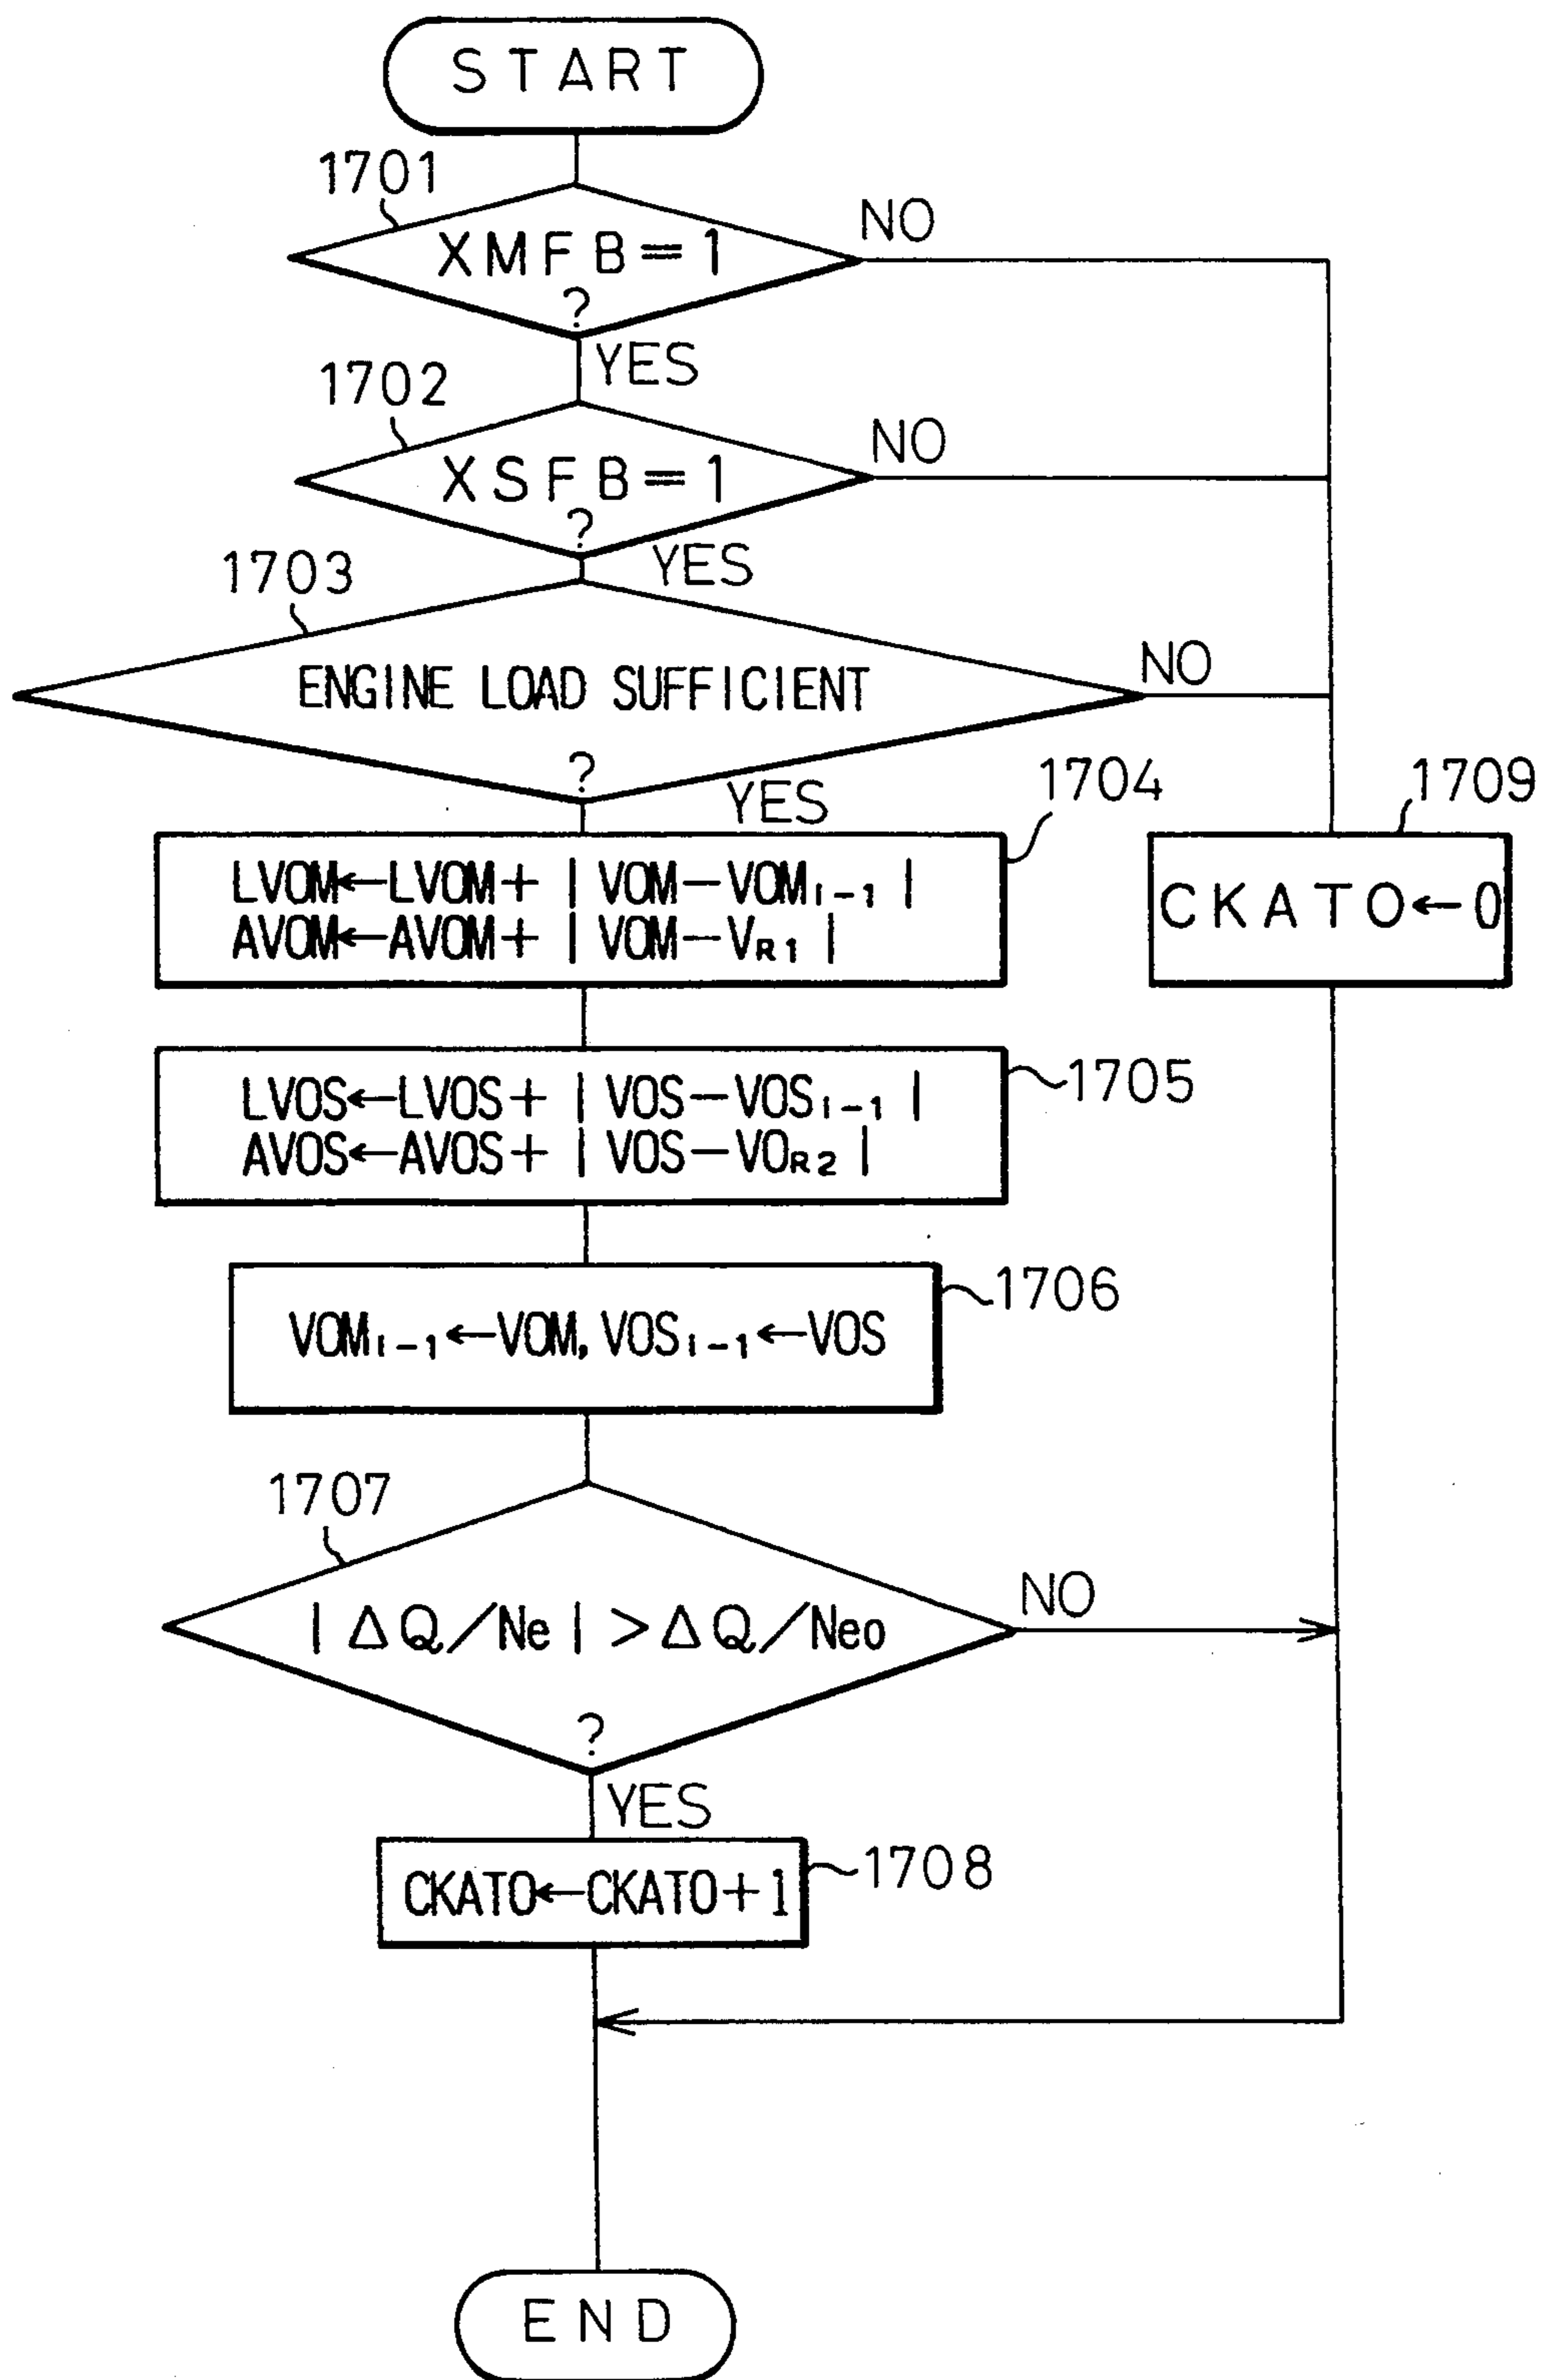 START
1701
XMFB=1
?
NO
YES
1702
XSFB=1
?
NO
YES
1703
ENGINE LOAD SUFFICIENT
?
NO
YES
1704
LVOM←LVOM+|VOM−VOMi−1|
AVOM←AVOM+|VOM−VR1|
1709
CKATO←0
1705
LVOS←LVOS+|VOS−VOSi−1|
AVOS←AVOS+|VOS−VOR2|
1706
VOMi−1←VOM, VOSi−1←VOS
1707
|ΔQ/Ne|>ΔQ/Neo
?
NO
YES
1708
CKATO←CKATO+1
END